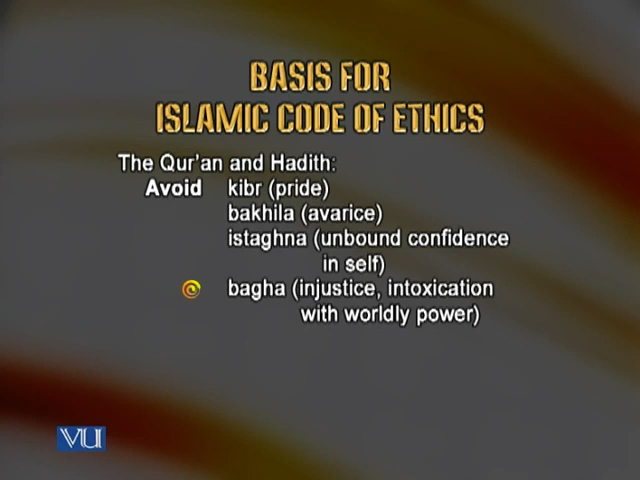 BASIS FOR
ISLAMIC CODE OF ETHICS
The Qur'an and Hadith:
Avoid kibr (pride)
bakhila (avarice)
istaghna (unbound confidence
in self)
bagha (injustice, intoxication
with worldly power)
VU